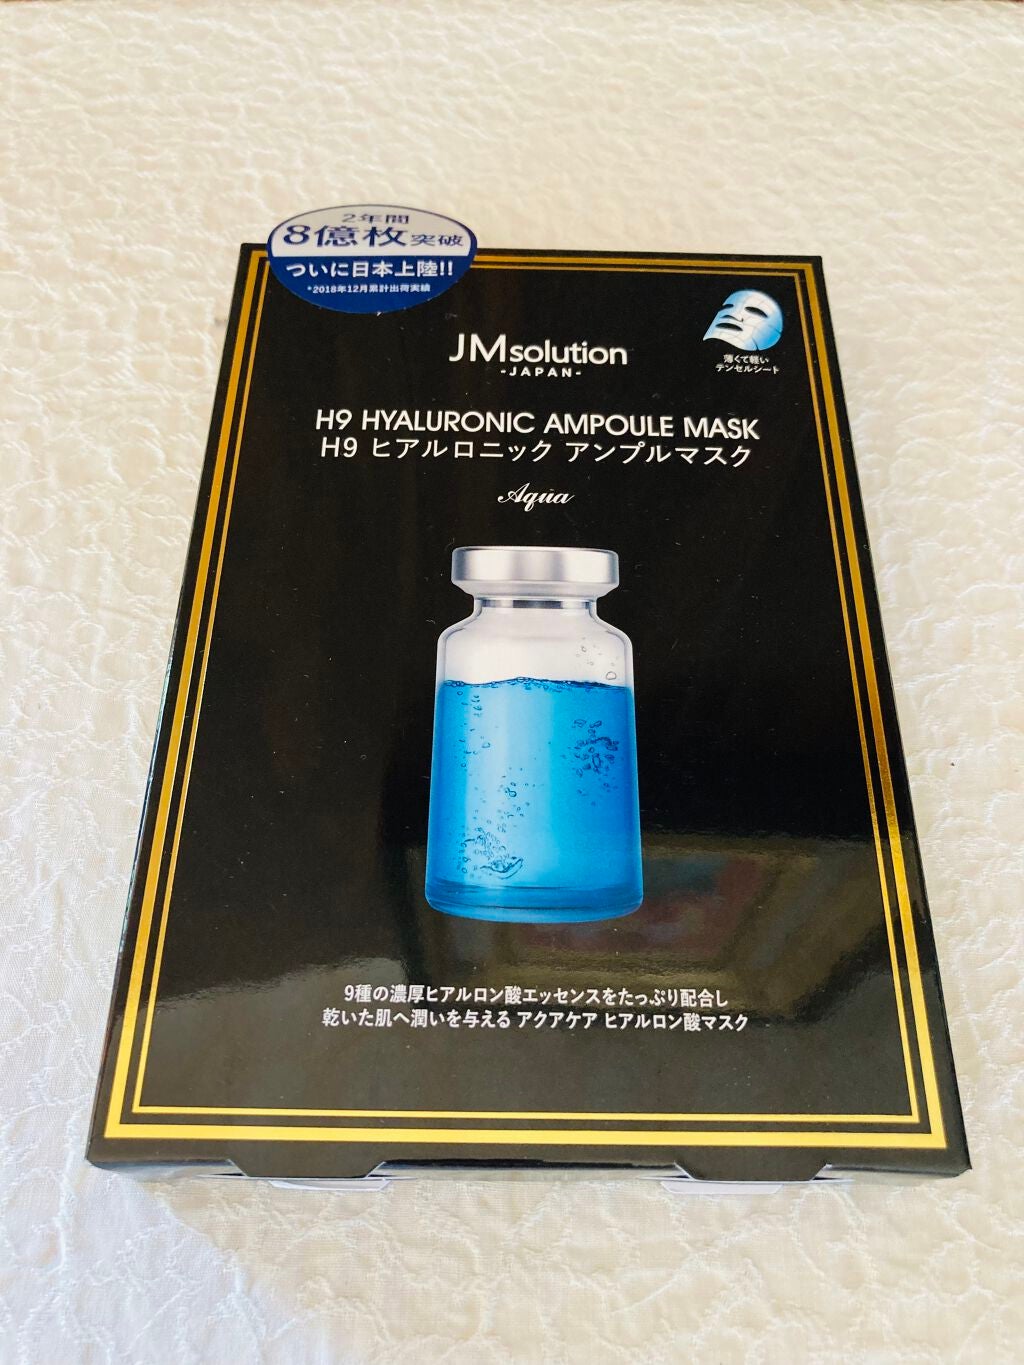 2年間
8億枚突破
ついに日本上陸!!
*2018年12月累計出荷実績
薄くて軽い
テンセルシート
JMsolution
-JAPAN-
H9 HYALURONIC AMPOULE MASK
H9 ヒアルロニック アンプルマスク
Aqua
9種の濃厚ヒアルロン酸エッセンスをたっぷり配合し
乾いた肌へ潤いを与える アクアケア ヒアルロン酸マスク